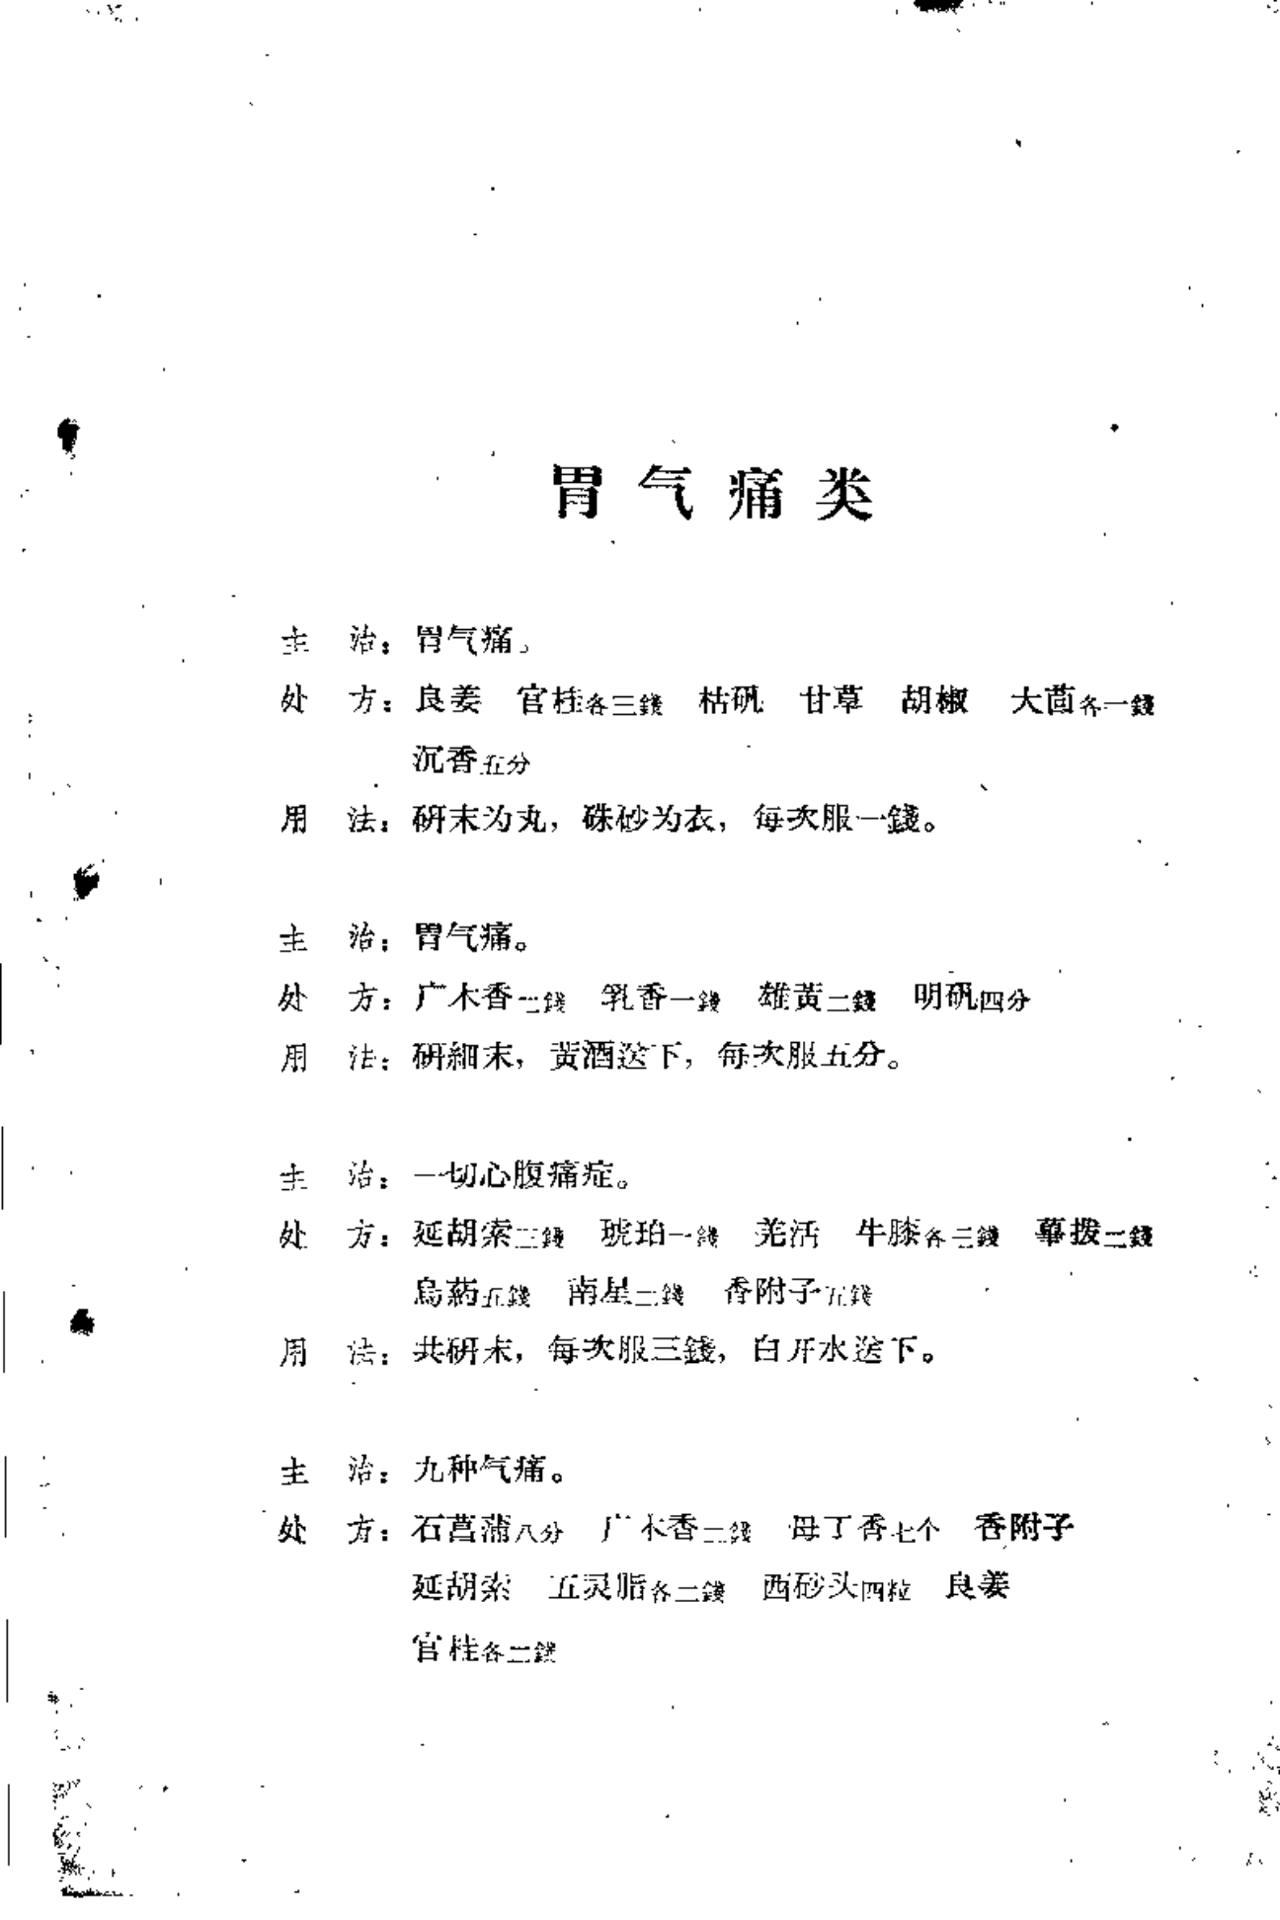 胃气痛类
主　治：胃气痛。
处　方：良姜　官桂各三錢　枯矾　甘草　胡椒　大茴各一錢
沉香五分
用　法：研末为丸，硃砂为衣，每次服一錢。
主　治：胃气痛。
处　方：广木香二錢　乳香一錢　雄黄二錢　明矾四分
用　法：研細末，黄酒送下，每次服五分。
主　治：一切心腹痛症。
处　方：延胡索三錢　琥珀一錢　羌活　牛膝各三錢　蓽拨二錢
烏药五錢　南星二錢　香附子五錢
用　法：共研末，每次服三錢，白开水送下。
主　治：九种气痛。
处　方：石菖蒲八分　广木香二錢　母丁香七个　香附子
延胡索　五灵脂各二錢　西砂头四粒　良姜
官桂各二錢